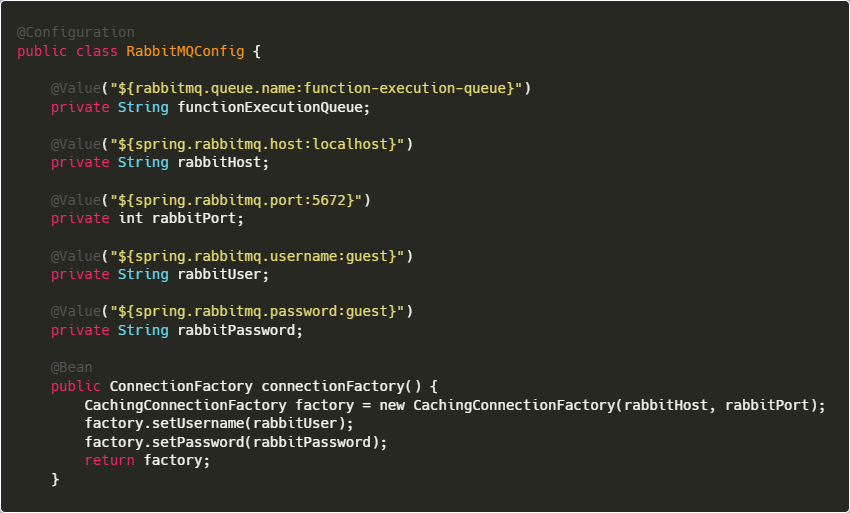 @Configuration
public class RabbitMQConfig {
@Value("${rabbitmq.queue.name:function-execution-queue}")
private String functionExecutionQueue;
@Value("${spring.rabbitmq.host:localhost}")
private String rabbitHost;
@Value("${spring.rabbitmq.port:5672}")
private int rabbitPort;
@Value("${spring.rabbitmq.username:guest}")
private String rabbitUser;
@Value("${spring.rabbitmq.password:guest}")
private String rabbitPassword;
@Bean
public ConnectionFactory connectionFactory() {
CachingConnectionFactory factory = new CachingConnectionFactory(rabbitHost, rabbitPort);
factory.setUsername(rabbitUser);
factory.setPassword(rabbitPassword);
return factory;
}